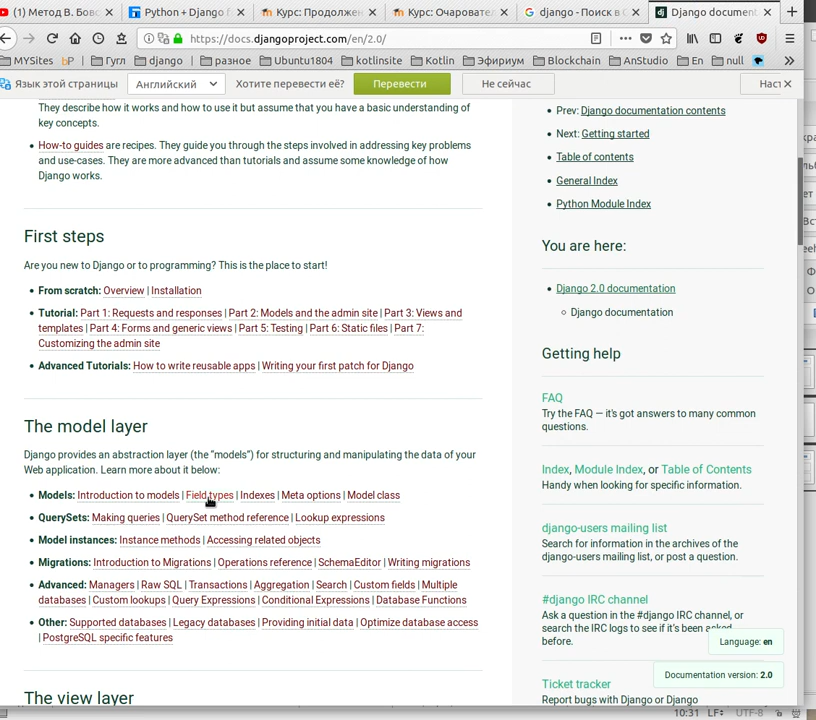 (1) Метод В. Бовс
Python + Django f
Курс: Продолжен
Курс: Очаровател
django - Поиск в G
Django document
https://docs.djangoproject.com/en/2.0/
MYSites
bP
Гугл
django
разное
Ubuntu1804
kotlinsite
Kotlin
Эфириум
Blockchain
AnStudio
En
null
Язык этой страницы:
Английский
Хотите перевести её?
Перевести
Не сейчас
They describe how it works and how to use it but assume that you have a basic understanding of
key concepts.
How-to guides are recipes. They guide you through the steps involved in addressing key problems
and use-cases. They are more advanced than tutorials and assume some knowledge of how
Django works.
First steps
Are you new to Django or to programming? This is the place to start!
From scratch: Overview | Installation
Tutorial: Part 1: Requests and responses | Part 2: Models and the admin site | Part 3: Views and
templates | Part 4: Forms and generic views | Part 5: Testing | Part 6: Static files | Part 7:
Customizing the admin site
Advanced Tutorials: How to write reusable apps | Writing your first patch for Django
The model layer
Django provides an abstraction layer (the “models”) for structuring and manipulating the data of your
Web application. Learn more about it below:
Models: Introduction to models | Field types | Indexes | Meta options | Model class
QuerySets: Making queries | QuerySet method reference | Lookup expressions
Model instances: Instance methods | Accessing related objects
Migrations: Introduction to Migrations | Operations reference | SchemaEditor | Writing migrations
Advanced: Managers | Raw SQL | Transactions | Aggregation | Search | Custom fields | Multiple
databases | Custom lookups | Query Expressions | Conditional Expressions | Database Functions
Other: Supported databases | Legacy databases | Providing initial data | Optimize database access
| PostgreSQL specific features
The view layer
Prev: Django documentation contents
Next: Getting started
Table of contents
General Index
Python Module Index
You are here:
Django 2.0 documentation
Django documentation
Getting help
FAQ
Try the FAQ — it's got answers to many common
questions.
Index, Module Index, or Table of Contents
Handy when looking for specific information.
django-users mailing list
Search for information in the archives of the
django-users mailing list, or post a question.
#django IRC channel
Ask a question in the #django IRC channel, or
search the IRC logs to see if it's been asked
before.
Ticket tracker
Report bugs with Django or Django
Language: en
Documentation version: 2.0
10:31 LF÷ UTF-8